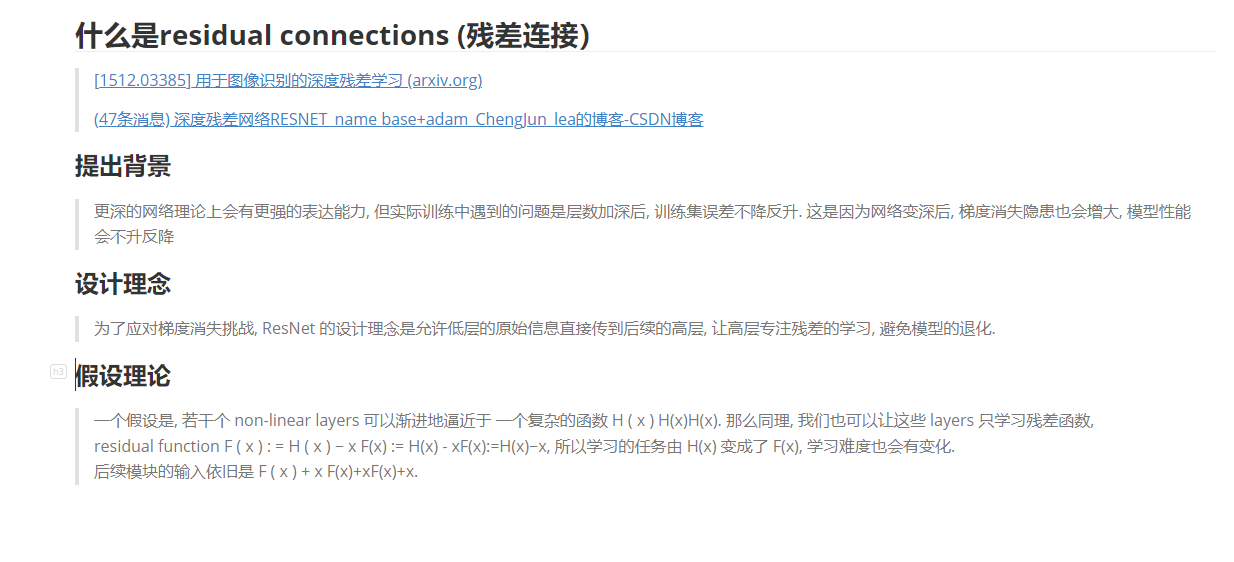 什么是residual connections (残差连接)
[1512.03385] 用于图像识别的深度残差学习 (arxiv.org)
(47条消息) 深度残差网络RESNET_name base+adam_ChengJun_lea的博客-CSDN博客
提出背景
更深的网络理论上会有更强的表达能力, 但实际训练中遇到的问题是层数加深后, 训练集误差不降反升. 这是因为网络变深后, 梯度消失隐患也会增大, 模型性能
会不升反降
设计理念
为了应对梯度消失挑战, ResNet 的设计理念是允许低层的原始信息直接传到后续的高层, 让高层专注残差的学习, 避免模型的退化.
h3
假设理论
一个假设是, 若干个 non-linear layers 可以渐进地逼近于 一个复杂的函数 H ( x ) H(x)H(x). 那么同理, 我们也可以让这些 layers 只学习残差函数,
residual function F ( x ) : = H ( x ) − x F(x) := H(x) - xF(x):=H(x)−x, 所以学习的任务由 H(x) 变成了 F(x), 学习难度也会有变化.
后续模块的输入依旧是 F ( x ) + x F(x)+xF(x)+x.